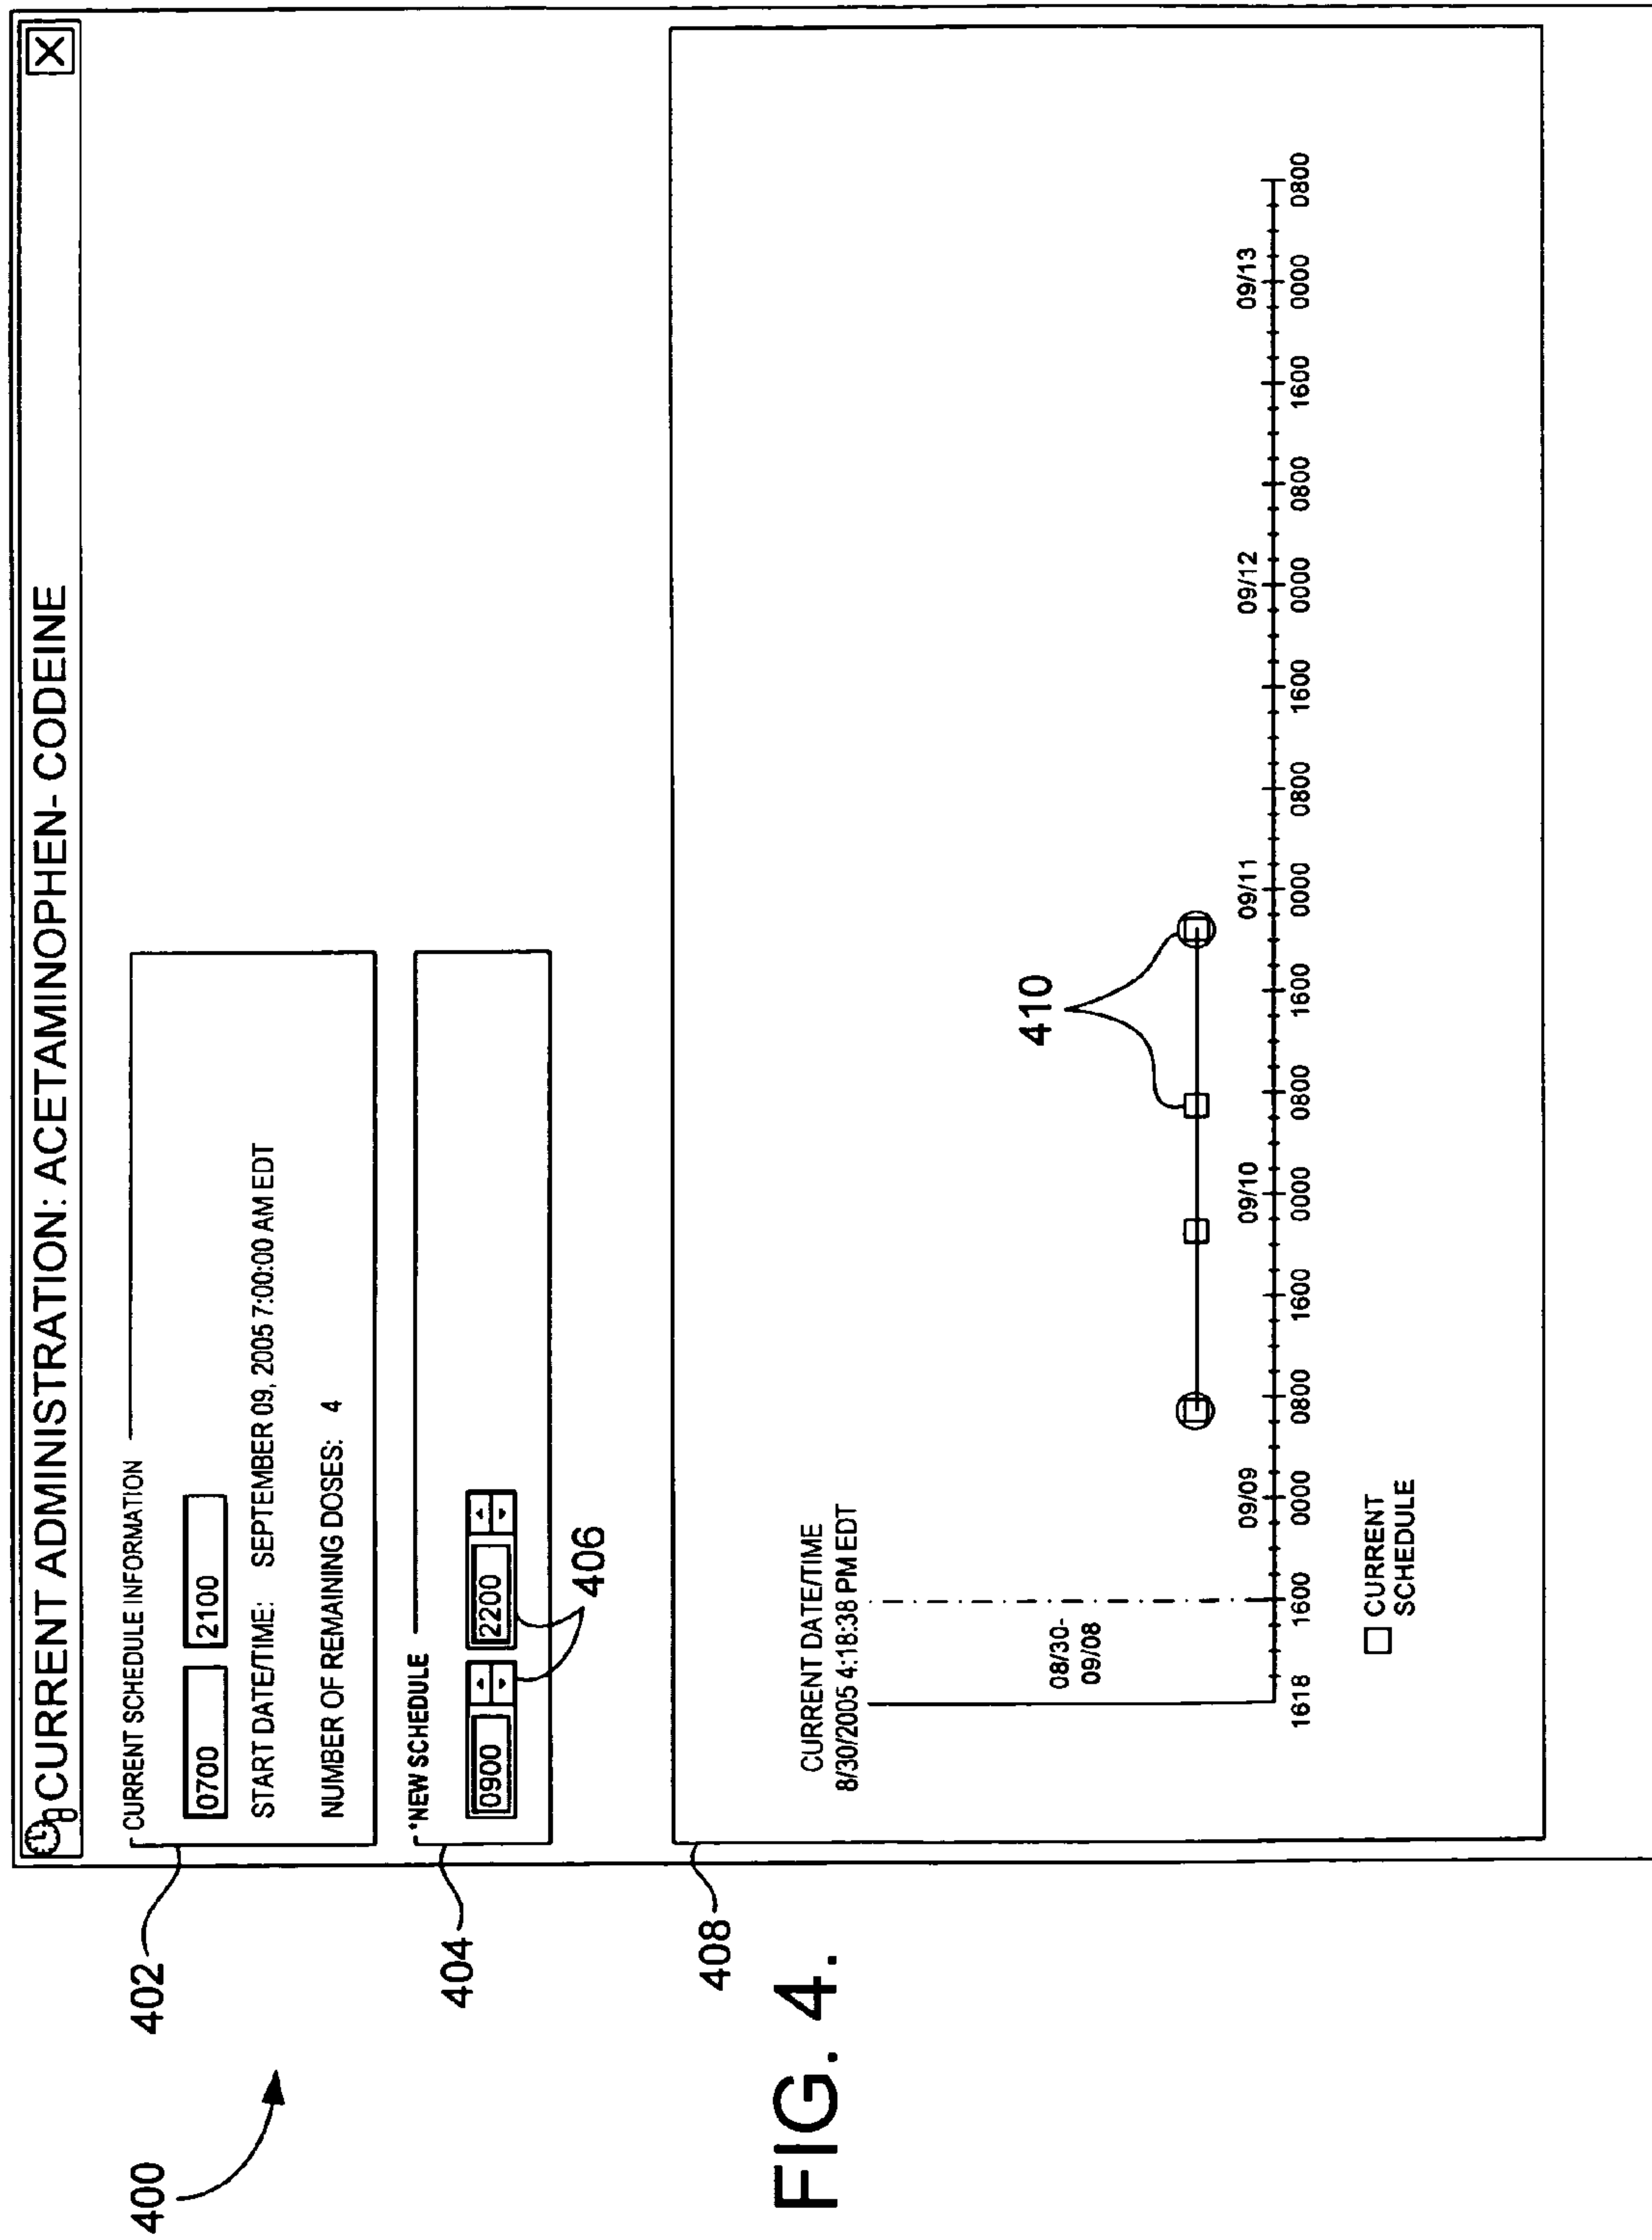 400
402
404
406
408
410
CURRENT ADMINISTRATION: ACETAMINOPHEN- CODEINE
X
CURRENT SCHEDULE INFORMATION
0700 2100
START DATE/TIME: SEPTEMBER 09, 2005 7:00:00 AM EDT
NUMBER OF REMAINING DOSES: 4
*NEW SCHEDULE
0900 2200
CURRENT DATE/TIME
8/30/2005 4:18:38 PM EDT
08/30-
09/08
09/09 09/10 09/11 09/12 09/13
1618 1600 0000 0800 1600 0000 0800 1600 0000 0800 1600 0000 0800 1600 0000 0800
CURRENT
SCHEDULE
FIG. 4.